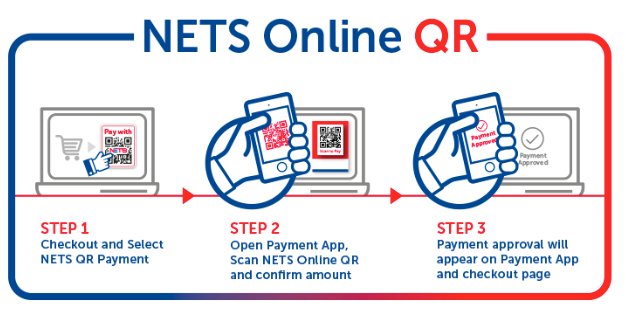 NETS Online QR
Pay with
NETS
Scan to Pay
Payment
Approved
Payment
Approved
STEP 1
Checkout and Select
NETS QR Payment
STEP 2
Open Payment App,
Scan NETS Online QR
and confirm amount
STEP 3
Payment approval will
appear on Payment App
and checkout page